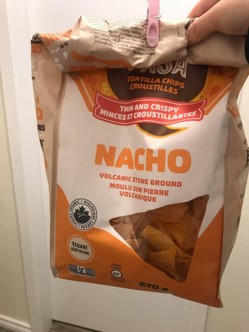 TORTILLA CHIPS
CROUSTILLES
THIN AND CRISPY
MINCES ET CROUSTILLANTES
NACHO
VOLCANIC STONE GROUND
MOULU SUR PIERRE
VOLCANIQUE
VEGAN
670 g